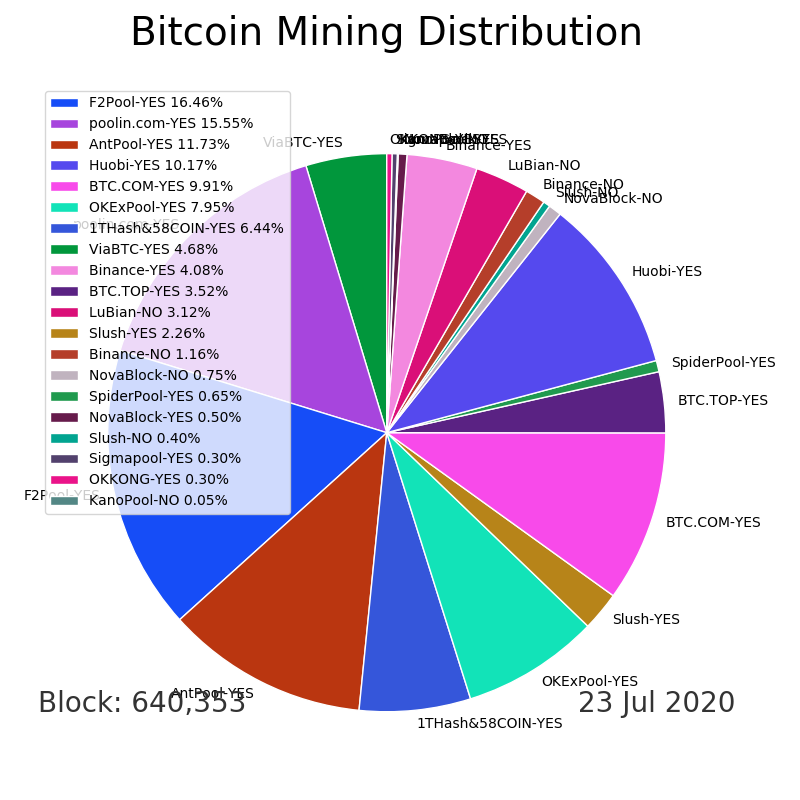 Bitcoin Mining Distribution
F2Pool-YES 16.46%
poolin.com-YES 15.55%
AntPool-YES 11.73%
Huobi-YES 10.17%
BTC.COM-YES 9.91%
OKExPool-YES 7.95%
1THash&58COIN-YES 6.44%
ViaBTC-YES 4.68%
Binance-YES 4.08%
BTC.TOP-YES 3.52%
LuBian-NO 3.12%
Slush-YES 2.26%
Binance-NO 1.16%
NovaBlock-NO 0.75%
SpiderPool-YES 0.65%
NovaBlock-YES 0.50%
Slush-NO 0.40%
Sigmapool-YES 0.30%
OKKONG-YES 0.30%
KanoPool-NO 0.05%
ViaBTC-YES
Binance-YES
LuBian-NO
Binance-NO
Slush-NO
NovaBlock-NO
poolin.com-YES
Huobi-YES
SpiderPool-YES
BTC.TOP-YES
F2Pool-YES
BTC.COM-YES
Slush-YES
OKExPool-YES
AntPool-YES
1THash&58COIN-YES
Block: 640,353
23 Jul 2020